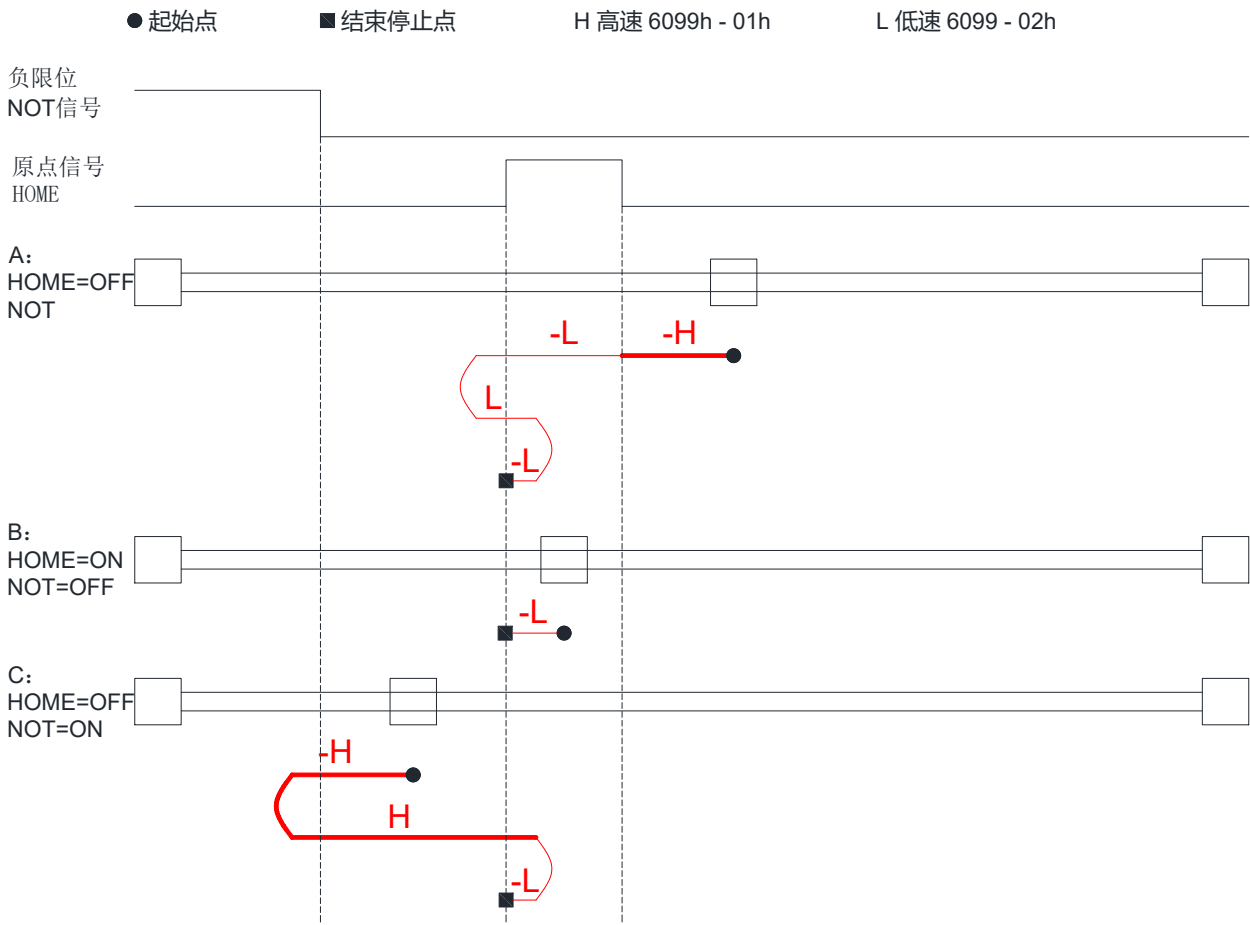 ● 起始点
■ 结束停止点
H 高速 6099h - 01h
L 低速 6099 - 02h
负限位
NOT信号
原点信号
HOME
A:
HOME=OFF
NOT
-L
-H
L
-L
B:
HOME=ON
NOT=OFF
-L
C:
HOME=OFF
NOT=ON
-H
H
-L